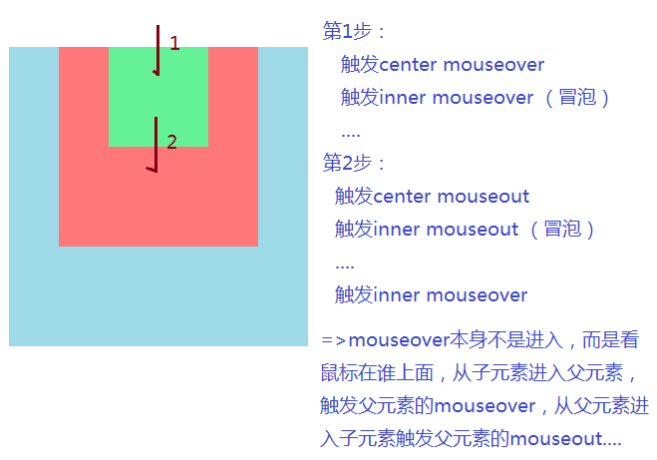 1
2
第1步：
触发center mouseover
触发inner mouseover （冒泡）
....
第2步：
触发center mouseout
触发inner mouseout （冒泡）
....
触发inner mouseover
=>mouseover本身不是进入，而是看
鼠标在谁上面，从子元素进入父元素，
触发父元素的mouseover，从父元素进
入子元素触发父元素的mouseout....